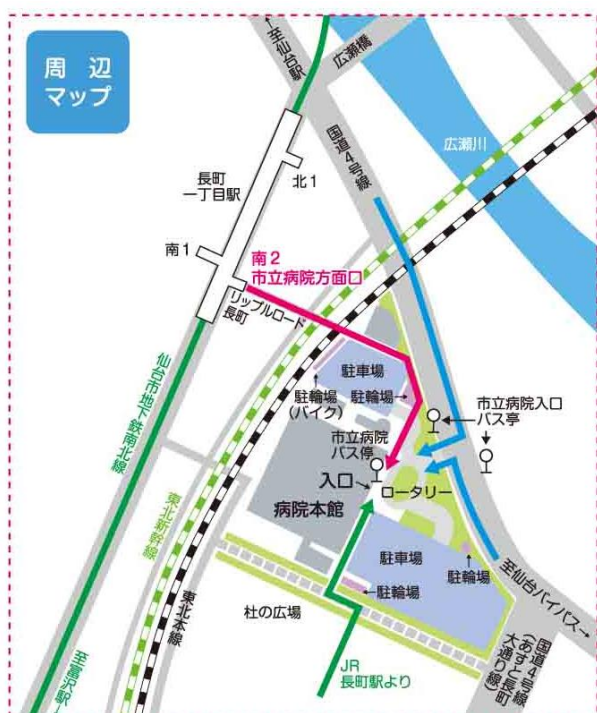 周辺
マップ
←至仙台駅
広瀬橋
国道4号線
広瀬川
長町
一丁目駅
北1
南1
南2
市立病院方面口
リップルロード
長町
駐車場
駐輪場
(バイク)
駐輪場
市立病院入口
バス亭
市立病院
バス停
入口
ロータリー
病院本館
仙台市地下鉄南北線
東北新幹線
東北本線
駐車場
駐輪場
駐輪場
杜の広場
至仙台バイパス→
国道4号線
(あすと長町
大通り線)
JR
長町駅より
至富沢駅↓